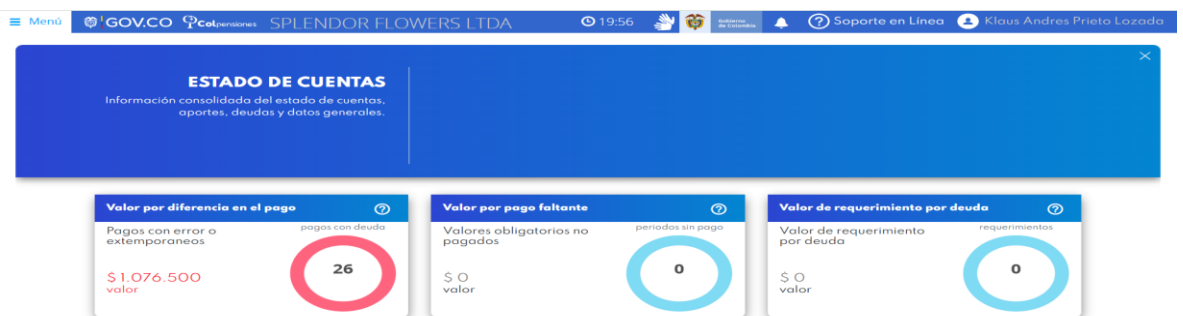 Menú GOV.CO Colpensiones SPLENDOR FLOWERS LTDA 19:56 Gobierno de Colombia Soporte en Línea Klaus Andres Prieto Lozada
ESTADO DE CUENTAS
Información consolidada del estado de cuentas,
aportes, deudas y datos generales.
Valor por diferencia en el pago
Pagos con error o
extemporaneos
pagos con deuda
26
$1.076.500
valor
Valor por pago faltante
Valores obligatorios no
pagados
periodos sin pago
0
$0
valor
Valor de requerimiento por deuda
Valor de requerimiento
por deuda
requerimientos
0
$0
valor